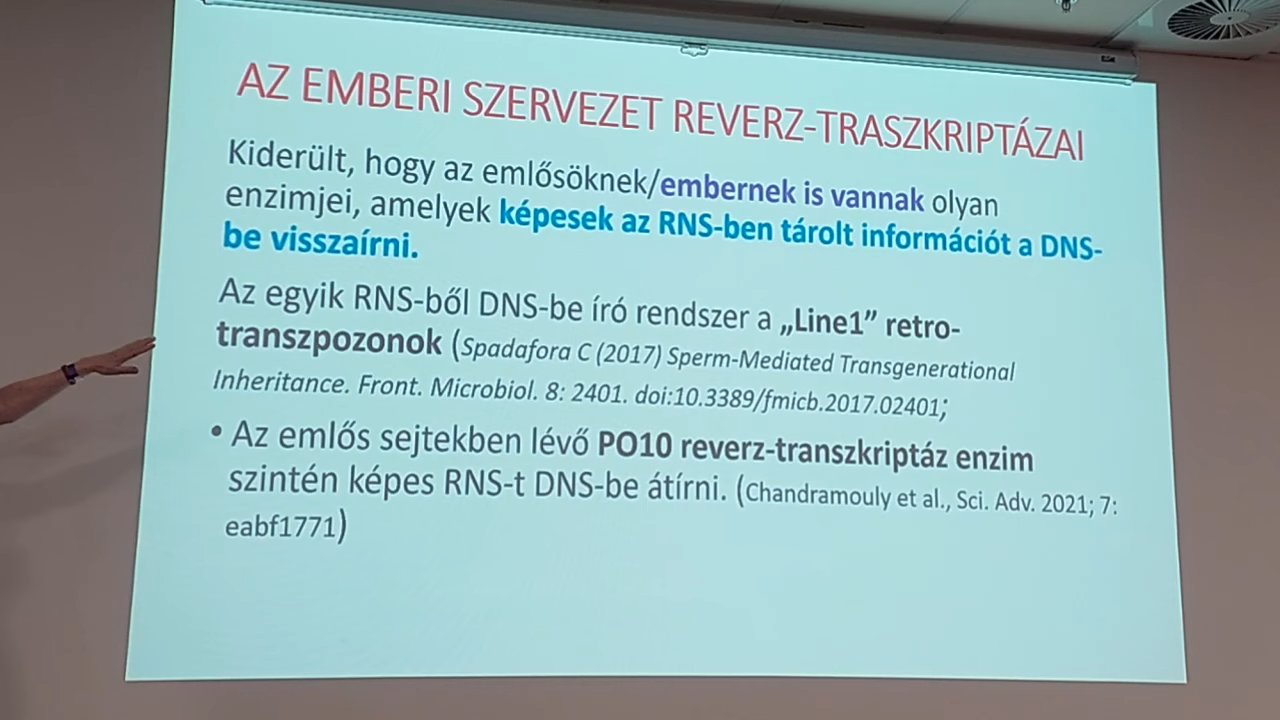 AZ EMBERI SZERVEZET REVERZ-TRASZKRIPTÁZAI
Kiderült, hogy az emlősöknek/embernek is vannak olyan
enzimjei, amelyek képesek az RNS-ben tárolt információt a DNS-
be visszaírni.
Az egyik RNS-ből DNS-be író rendszer a „Line1” retro-
transzpozonok (Spadafora C (2017) Sperm-Mediated Transgenerational
Inheritance. Front. Microbiol. 8: 2401. doi:10.3389/fmicb.2017.02401;
• Az emlős sejtekben lévő PO10 reverz-transzkriptáz enzim
szintén képes RNS-t DNS-be átírni. (Chandramouly et al., Sci. Adv. 2021; 7:
eabf1771)